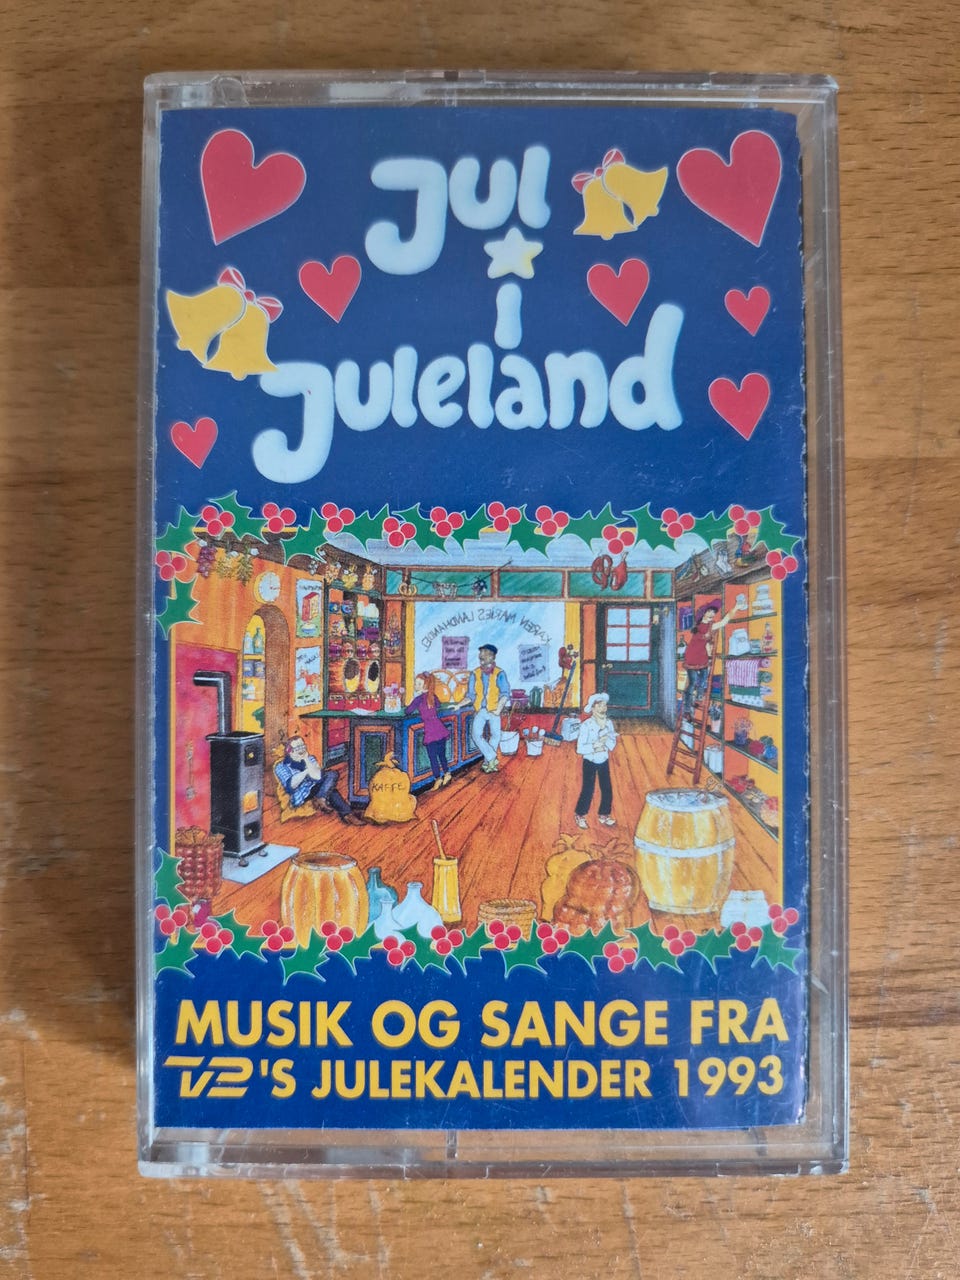 Jul
i
Juleland
KAREN MARIES LANDHANDEL
KAFFE
MUSIK OG SANGE FRA
TV2'S JULEKALENDER 1993